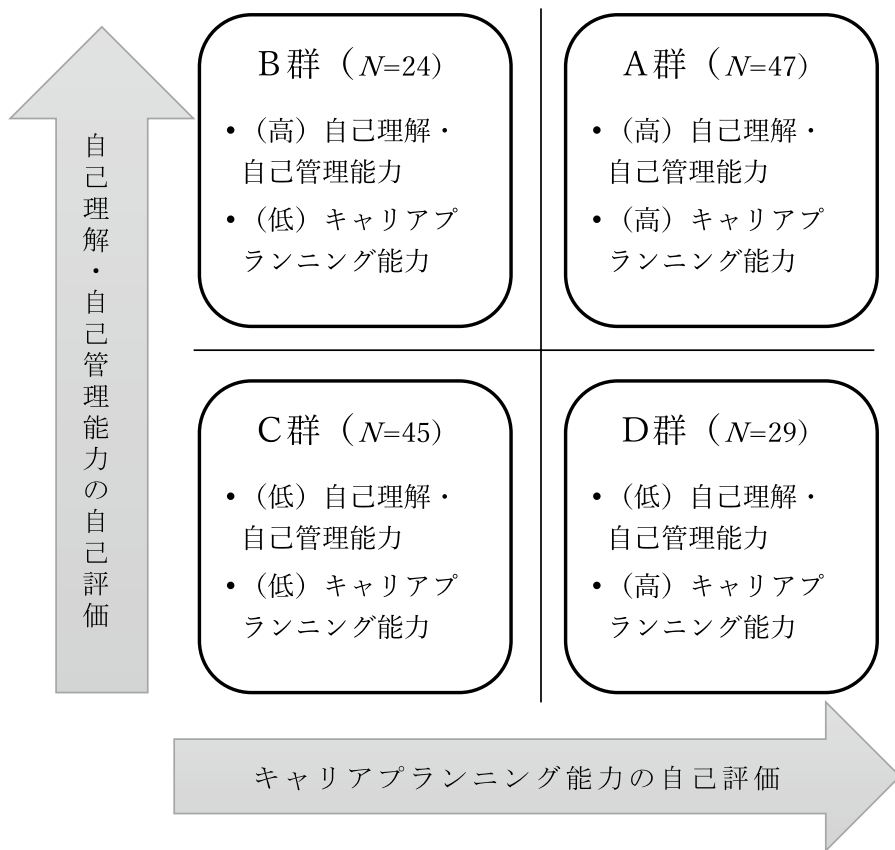 自己理解・自己管理能力の自己評価
B群（N=24）
• （高）自己理解・
自己管理能力
• （低）キャリアプ
ランニング能力
A群（N=47）
• （高）自己理解・
自己管理能力
• （高）キャリアプ
ランニング能力
C群（N=45）
• （低）自己理解・
自己管理能力
• （低）キャリアプ
ランニング能力
D群（N=29）
• （低）自己理解・
自己管理能力
• （高）キャリアプ
ランニング能力
キャリアプランニング能力の自己評価